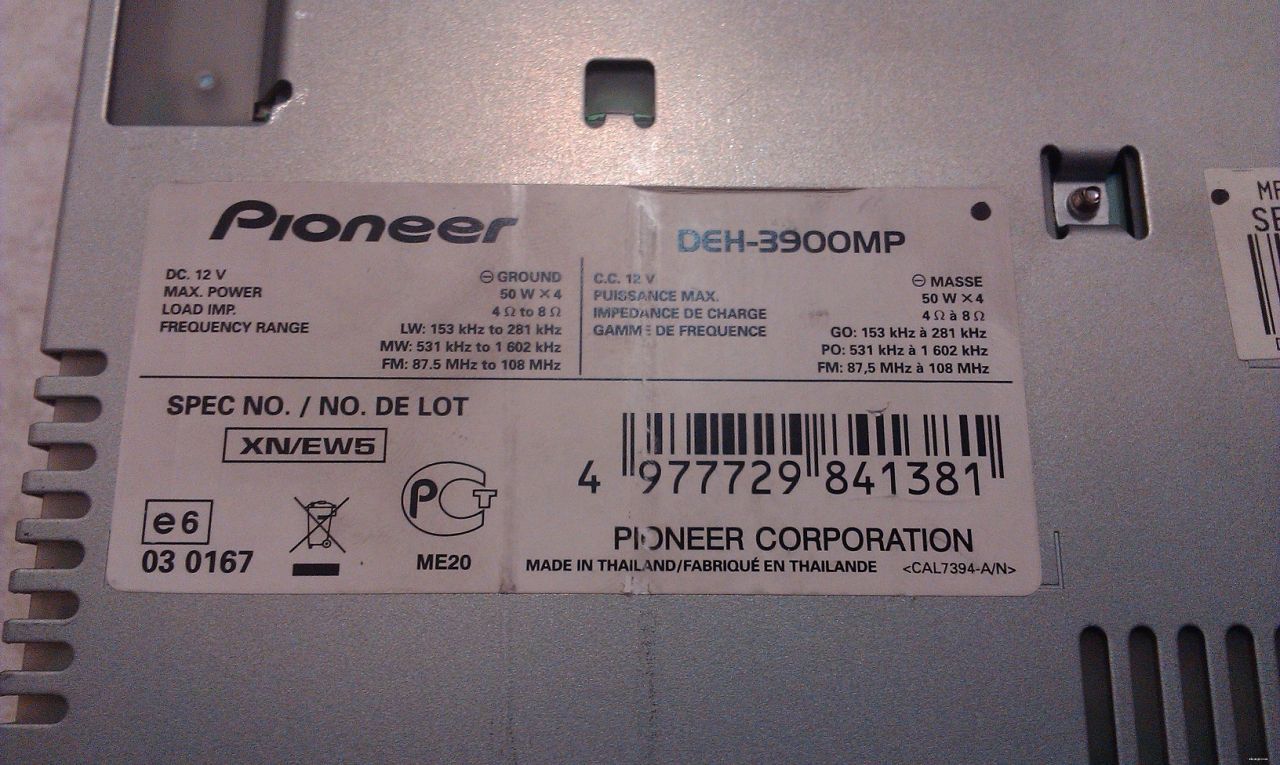 Pioneer
DEH-3900MP
DC. 12 V
⊖ GROUND
MAX. POWER
50 W × 4
LOAD IMP.
4 Ω to 8 Ω
FREQUENCY RANGE
LW: 153 kHz to 281 kHz
MW: 531 kHz to 1 602 kHz
FM: 87.5 MHz to 108 MHz
C.C. 12 V
⊖ MASSE
PUISSANCE MAX.
50 W × 4
IMPEDANCE DE CHARGE
4 Ω à 8 Ω
GAMME DE FREQUENCE
GO: 153 kHz à 281 kHz
PO: 531 kHz à 1 602 kHz
FM: 87,5 MHz à 108 MHz
SPEC NO. / NO. DE LOT
XN/EW5
4 977729 841381
e6
03 0167
PCT
ME20
PIONEER CORPORATION
MADE IN THAILAND/FABRIQUÉ EN THAILANDE
<CAL7394-A/N>